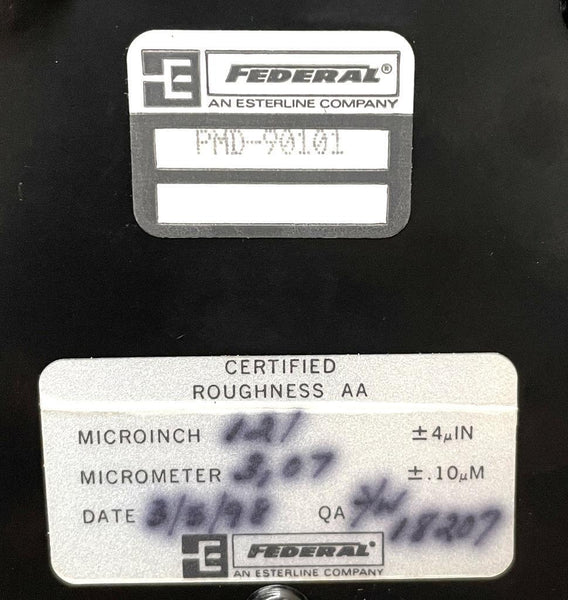 FEDERAL®
AN ESTERLINE COMPANY
PMD-90101
CERTIFIED
ROUGHNESS AA
MICROINCH 121 ±4µIN
MICROMETER 3,07 ±.10µM
DATE 3/5/98 QA 18207
FEDERAL®
AN ESTERLINE COMPANY